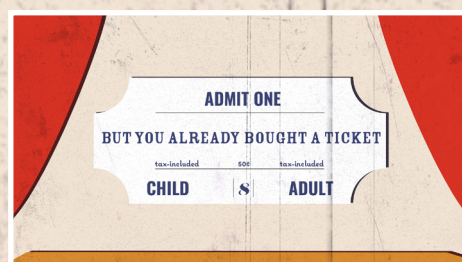 ADMIT ONE
BUT YOU ALREADY BOUGHT A TICKET
tax-included 50¢ tax-included
CHILD & ADULT